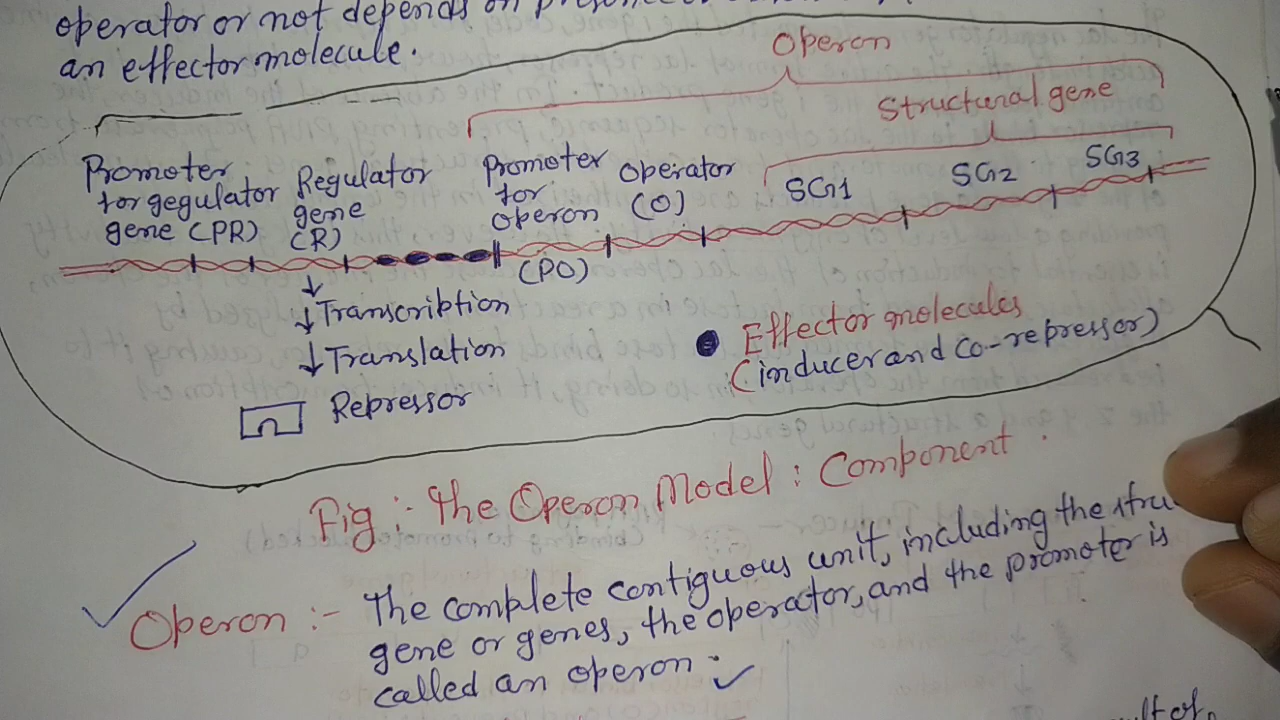 operator or not depends on presence
an effector molecule.
Operon
Structural gene
Promoter
for gegulator
gene (PR)
Regulator
gene
(R)
Promoter
for
operon
(PO)
Operator
(O)
SG1
SG2
SG3
Transcription
Translation
Repressor
Effector molecules
(inducer and Co-repressor)
Fig :- The Operon Model : Component.
Operon :- The complete contiguous unit, including the stru
gene or genes, the operator, and the promoter is
called an operon :-